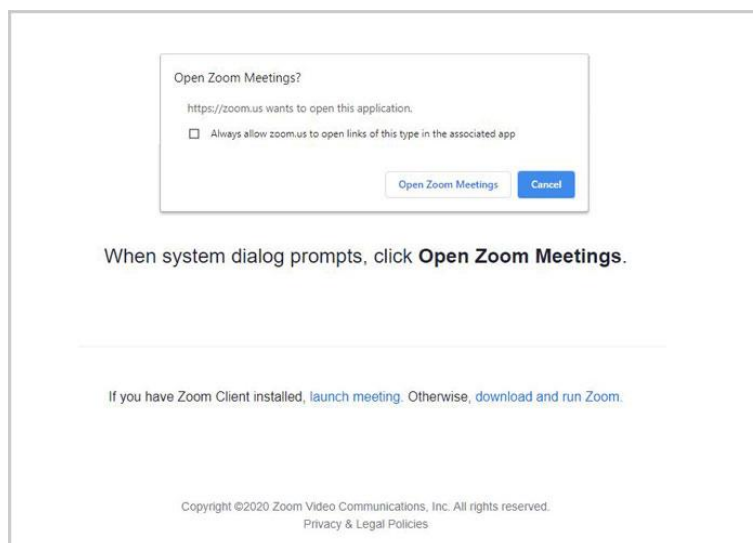 Open Zoom Meetings?
https://zoom.us wants to open this application.
Always allow zoom.us to open links of this type in the associated app
Open Zoom Meetings Cancel
When system dialog prompts, click Open Zoom Meetings.
If you have Zoom Client installed, launch meeting. Otherwise, download and run Zoom.
Copyright ©2020 Zoom Video Communications, Inc. All rights reserved.
Privacy & Legal Policies